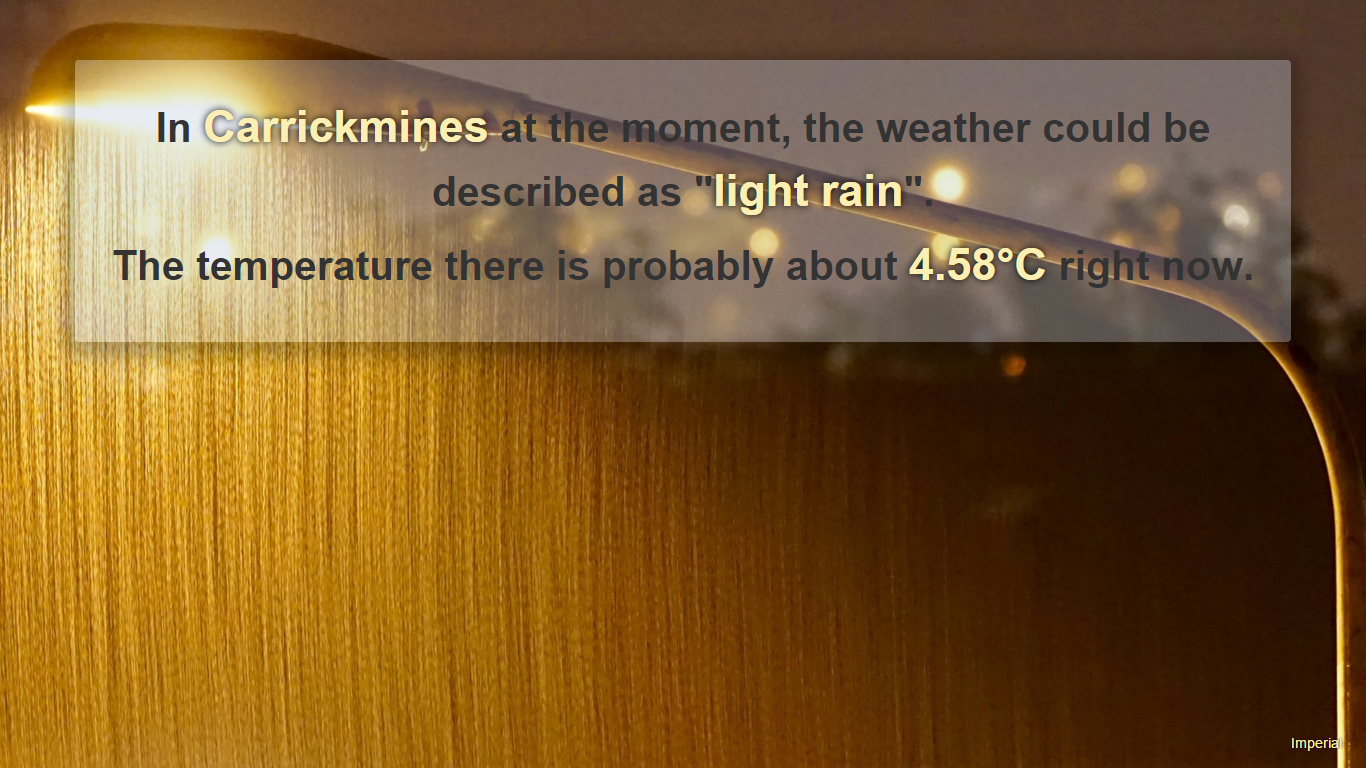 In Carrickmines at the moment, the weather could be
described as "light rain".
The temperature there is probably about 4.58°C right now.
Imperial